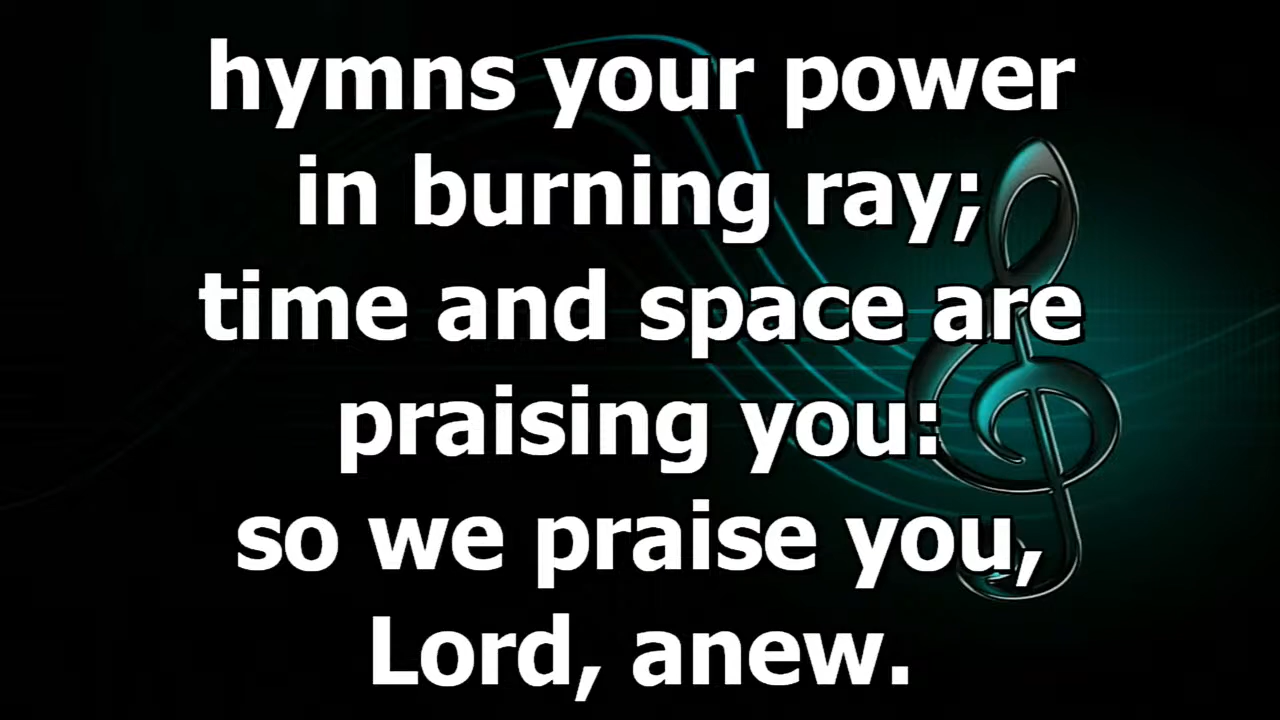 hymns your power
in burning ray;
time and space are
praising you:
so we praise you,
Lord, anew.